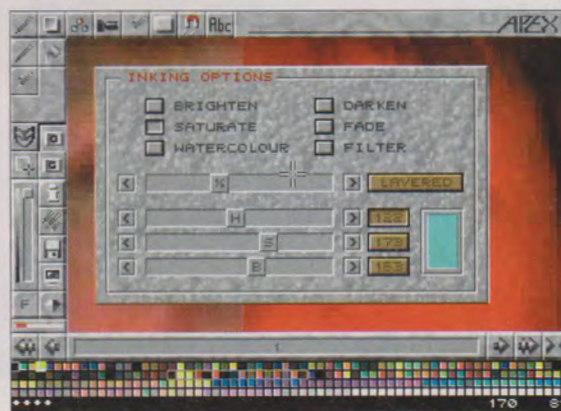 Abc APEX
INKING OPTIONS
BRIGHTEN DARKEN
SATURATE FADE
WATERCOLOUR FILTER
< % > LAYERED
< H > 122
< S > 173
< B > 153
F
170